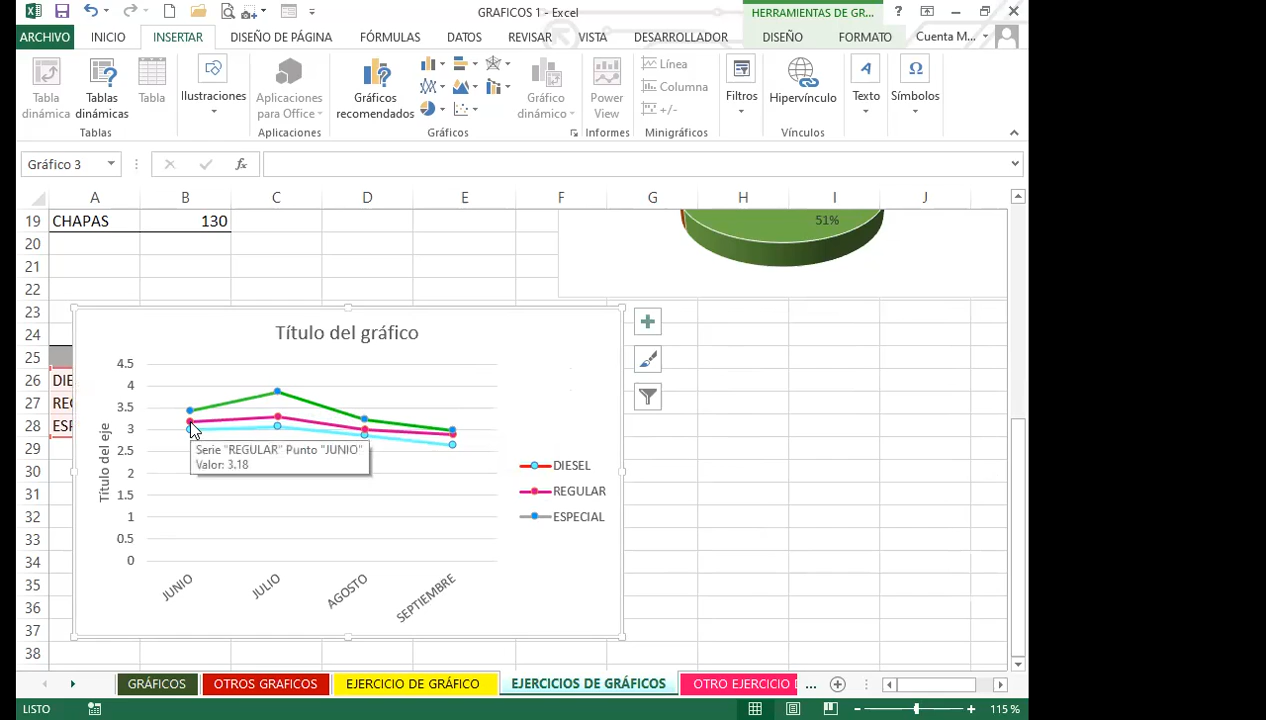 GRAFICOS 1 - Excel
HERRAMIENTAS DE GR...
?
ARCHIVO INICIO INSERTAR DISEÑO DE PÁGINA FÓRMULAS DATOS REVISAR VISTA DESARROLLADOR DISEÑO FORMATO Cuenta M...
Tabla dinámica
Tablas dinámicas
Tabla
Ilustraciones
Aplicaciones para Office
Gráficos recomendados
Gráfico dinámico
Power View
Línea
Columna
+/-
Filtros
Hipervínculo
Texto
Símbolos
Tablas Aplicaciones Gráficos Informes Minigráficos Vínculos
Gráfico 3
fx
A B C D E F G H I J
19 CHAPAS 130
51%
20
21
22
23
24
25
26 DIE
27 REG
28 ESP
29
30
31
32
33
34
35
36
37
38
Título del gráfico
4.5
4
3.5
3
2.5
2
1.5
1
0.5
0
Título del eje
Serie "REGULAR" Punto "JUNIO"
Valor: 3.18
DIESEL
REGULAR
ESPECIAL
JUNIO JULIO AGOSTO SEPTIEMBRE
GRÁFICOS OTROS GRAFICOS EJERCICIO DE GRÁFICO EJERCICIOS DE GRÁFICOS OTRO EJERCICIO ...
LISTO
115 %